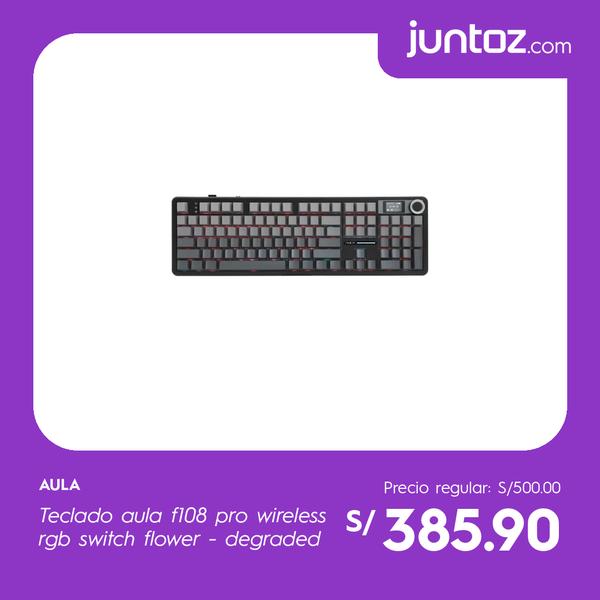 juntoz.com
AULA
Precio regular: S/500.00
Teclado aula f108 pro wireless
rgb switch flower - degraded
S/ 385.90